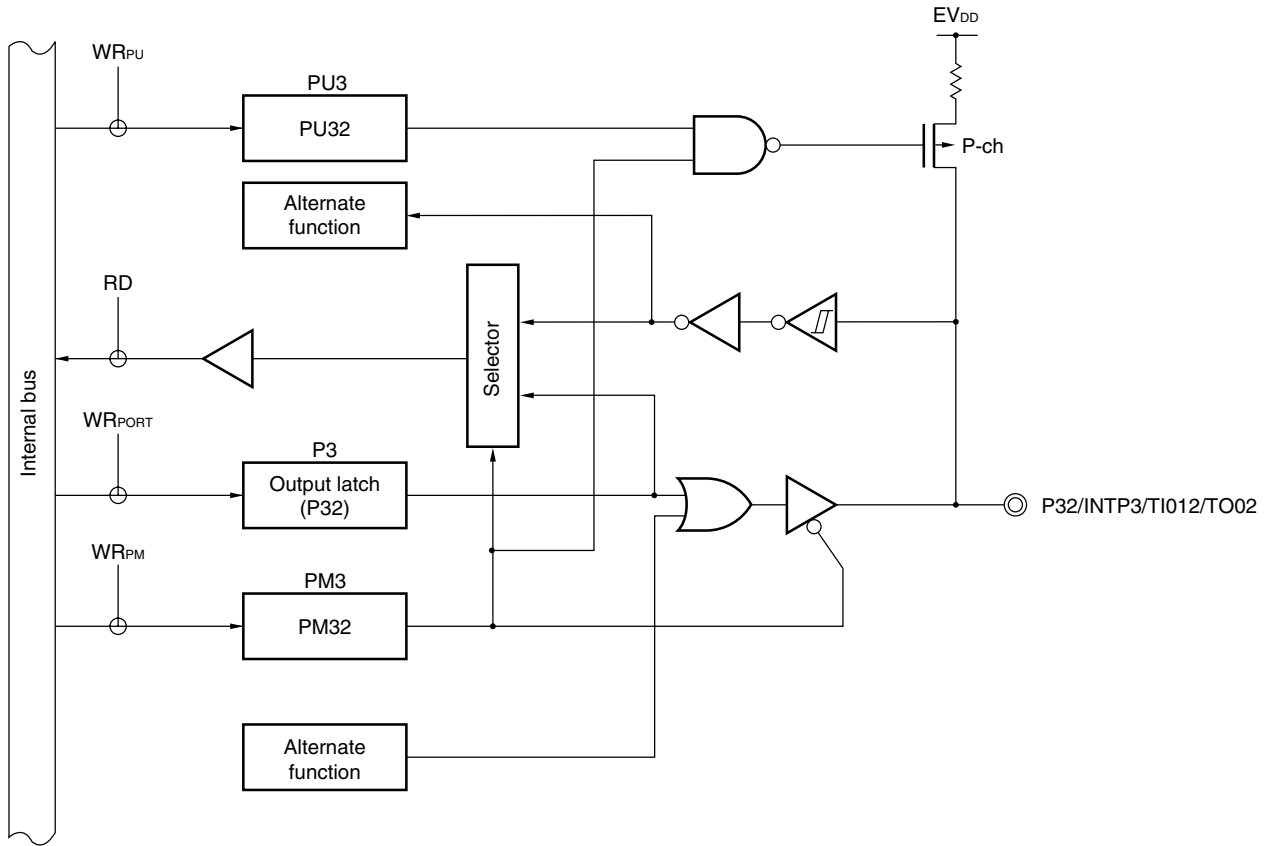 EVDD
WRPU
PU3
PU32
P-ch
Alternate
function
RD
Selector
Internal bus
WRPORT
P3
Output latch
(P32)
P32/INTP3/TI012/TO02
WRPM
PM3
PM32
Alternate
function